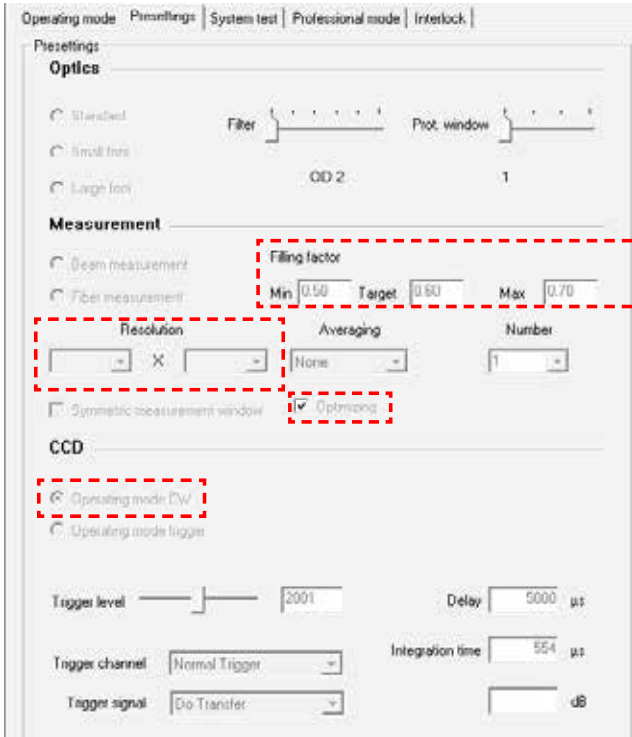 Operating mode Presettings System test Professional mode Interlock
Presettings
Optics
Standard
Filter Prot. window
Small foci
OD 2 1
Large foci
Measurement
Beam measurement Filling factor
Fiber measurement Min 0.50 Target 0.60 Max 0.70
Resolution Averaging Number
X None 1
Symmetric measurement window Optimizing
CCD
Operating mode CW
Operating mode trigger
Trigger level 2001 Delay 5000 µs
Integration time 554 µs
Trigger channel Normal Trigger
Trigger signal Do Transfer dB